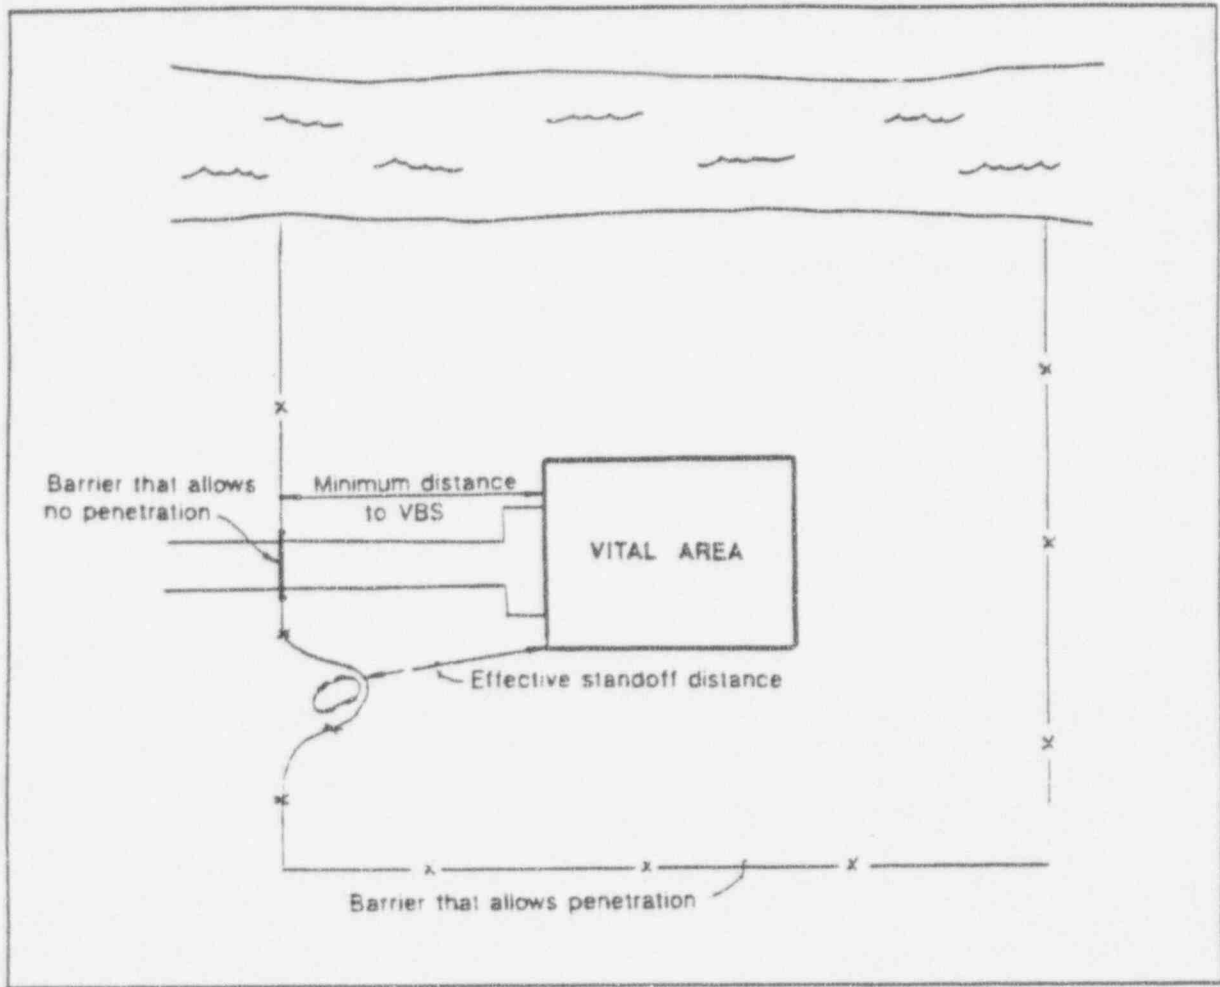 Barrier that allows
no penetration
Minimum distance
to VBS
VITAL AREA
Effective standoff distance
Barrier that allows penetration